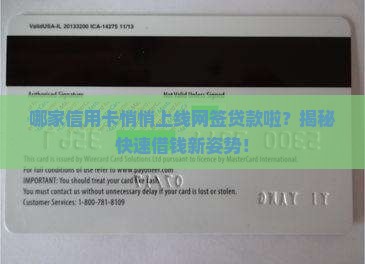 ValidUSA-IL 20133200 ICA-14275 11/13
Authorized Signature
Not Valid Unless Signed
哪家信用卡悄悄上线网签贷款啦？揭秘
快速借钱新姿势！
This card is issued by Wirecard Card Solutions Ltd pursuant to license by MasterCard International.
For full conditions of use refer to www.payoneer.com
IMPORTANT: You should treat your card like cash.
You must contact us without unnecessary delay if your card is lost or stolen.
Customer Services: 1-800-781-8109